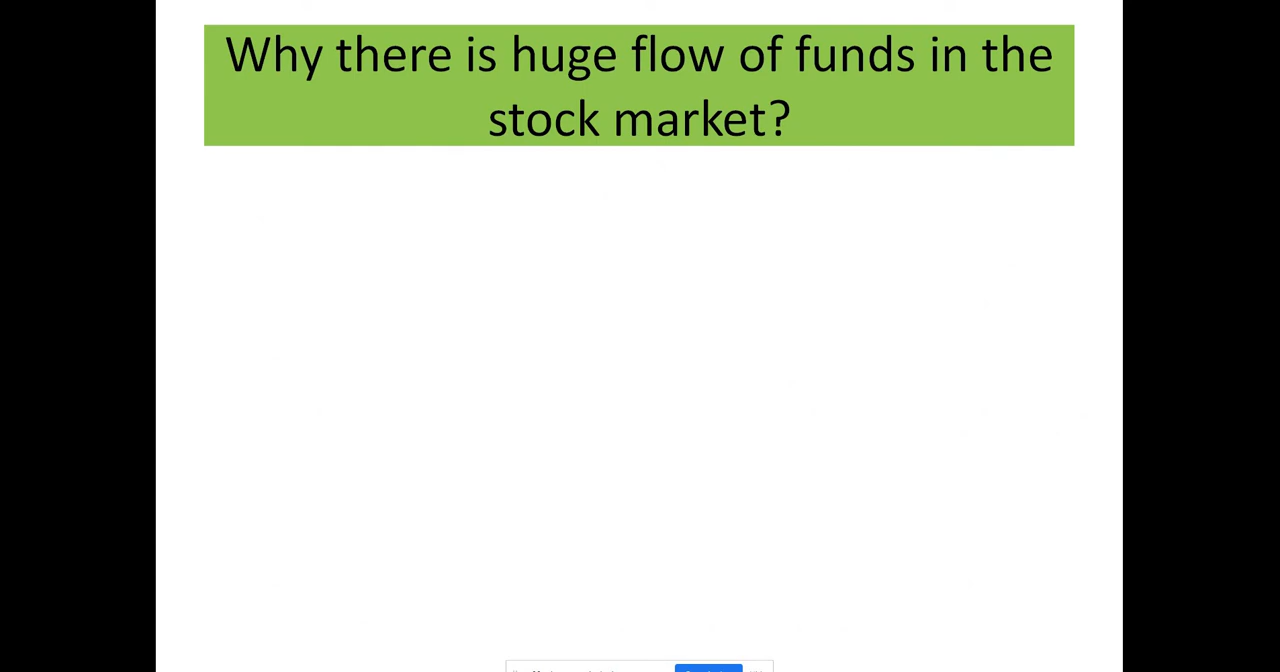 Why there is huge flow of funds in the
stock market?